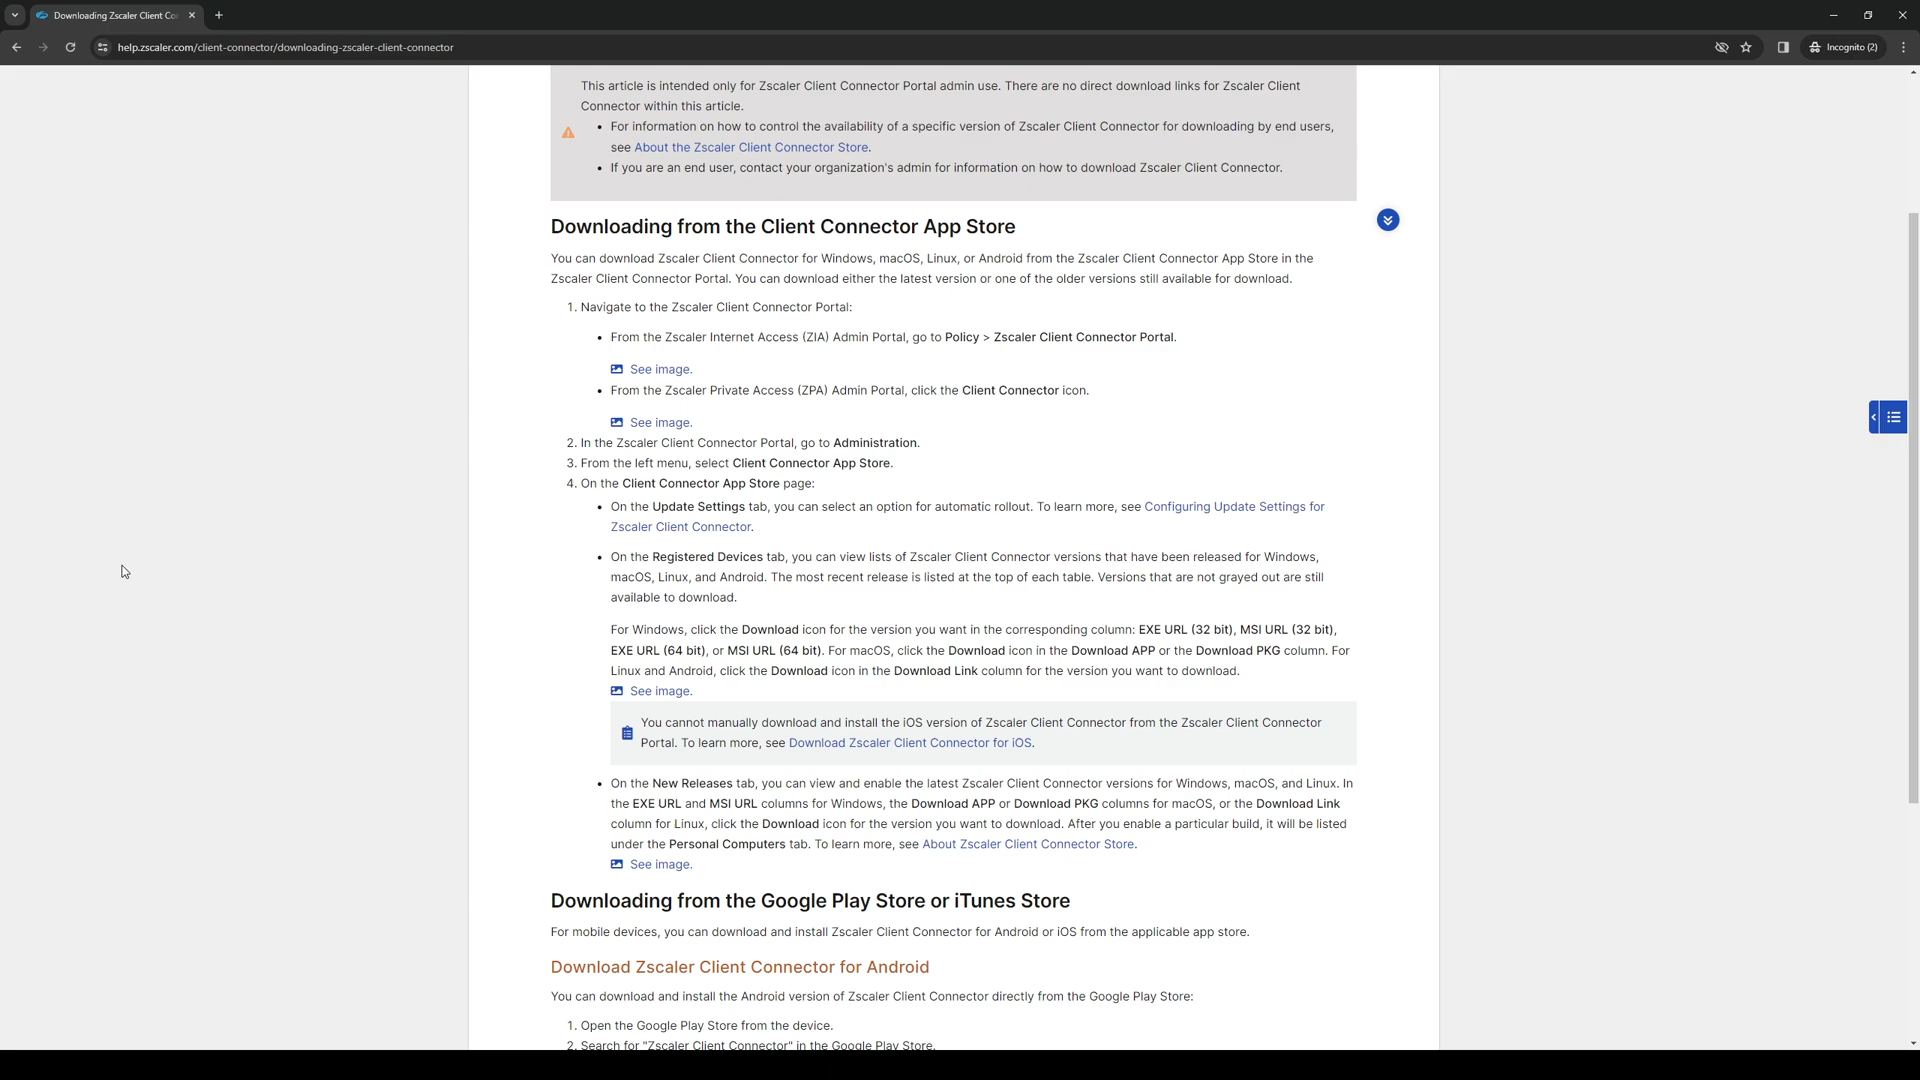 Downloading Zscaler Client Co
help.zscaler.com/client-connector/downloading-zscaler-client-connector
Incognito (2)
This article is intended only for Zscaler Client Connector Portal admin use. There are no direct download links for Zscaler Client
Connector within this article.
• For information on how to control the availability of a specific version of Zscaler Client Connector for downloading by end users,
see About the Zscaler Client Connector Store.
• If you are an end user, contact your organization's admin for information on how to download Zscaler Client Connector.
Downloading from the Client Connector App Store
You can download Zscaler Client Connector for Windows, macOS, Linux, or Android from the Zscaler Client Connector App Store in the
Zscaler Client Connector Portal. You can download either the latest version or one of the older versions still available for download.
1. Navigate to the Zscaler Client Connector Portal:
• From the Zscaler Internet Access (ZIA) Admin Portal, go to Policy > Zscaler Client Connector Portal.
See image.
• From the Zscaler Private Access (ZPA) Admin Portal, click the Client Connector icon.
See image.
2. In the Zscaler Client Connector Portal, go to Administration.
3. From the left menu, select Client Connector App Store.
4. On the Client Connector App Store page:
• On the Update Settings tab, you can select an option for automatic rollout. To learn more, see Configuring Update Settings for
Zscaler Client Connector.
• On the Registered Devices tab, you can view lists of Zscaler Client Connector versions that have been released for Windows,
macOS, Linux, and Android. The most recent release is listed at the top of each table. Versions that are not grayed out are still
available to download.
For Windows, click the Download icon for the version you want in the corresponding column: EXE URL (32 bit), MSI URL (32 bit),
EXE URL (64 bit), or MSI URL (64 bit). For macOS, click the Download icon in the Download APP or the Download PKG column. For
Linux and Android, click the Download icon in the Download Link column for the version you want to download.
See image.
You cannot manually download and install the iOS version of Zscaler Client Connector from the Zscaler Client Connector
Portal. To learn more, see Download Zscaler Client Connector for iOS.
• On the New Releases tab, you can view and enable the latest Zscaler Client Connector versions for Windows, macOS, and Linux. In
the EXE URL and MSI URL columns for Windows, the Download APP or Download PKG columns for macOS, or the Download Link
column for Linux, click the Download icon for the version you want to download. After you enable a particular build, it will be listed
under the Personal Computers tab. To learn more, see About Zscaler Client Connector Store.
See image.
Downloading from the Google Play Store or iTunes Store
For mobile devices, you can download and install Zscaler Client Connector for Android or iOS from the applicable app store.
Download Zscaler Client Connector for Android
You can download and install the Android version of Zscaler Client Connector directly from the Google Play Store:
1. Open the Google Play Store from the device.
2. Search for "Zscaler Client Connector" in the Google Play Store.